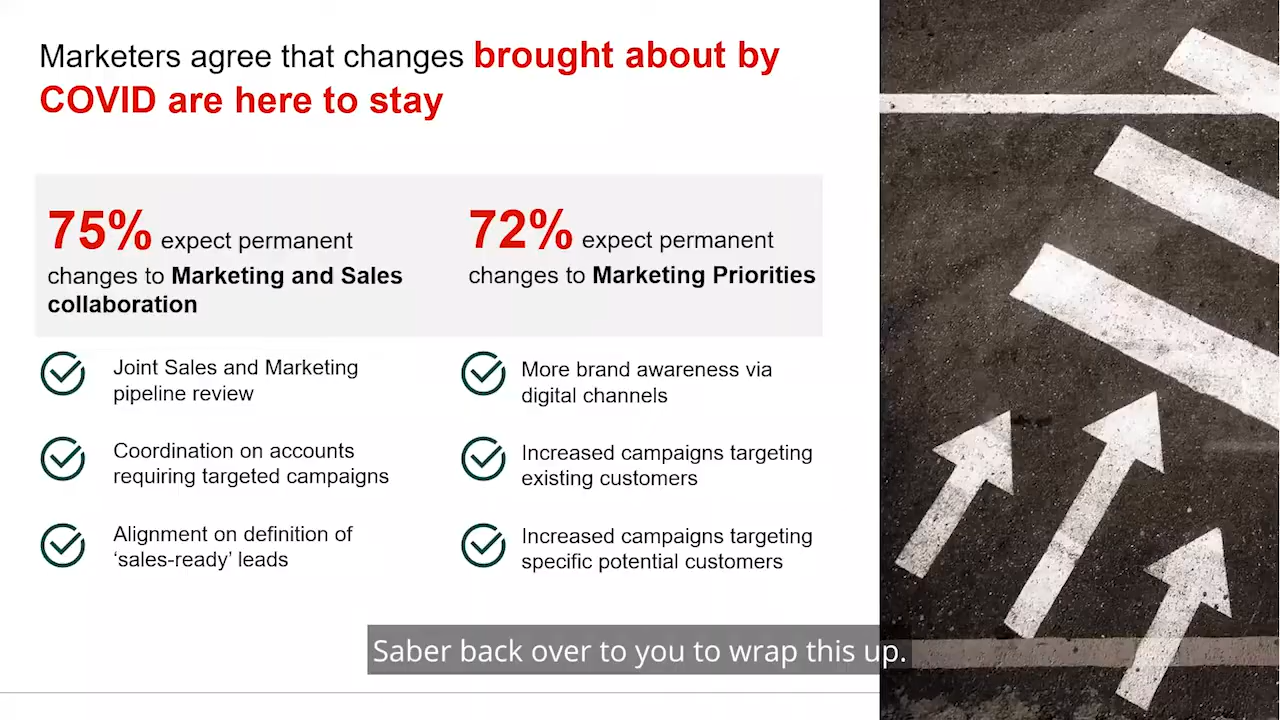 Marketers agree that changes brought about by
COVID are here to stay
75% expect permanent
changes to Marketing and Sales
collaboration
Joint Sales and Marketing
pipeline review
Coordination on accounts
requiring targeted campaigns
Alignment on definition of
‘sales-ready’ leads
72% expect permanent
changes to Marketing Priorities
More brand awareness via
digital channels
Increased campaigns targeting
existing customers
Increased campaigns targeting
specific potential customers
Saber back over to you to wrap this up.